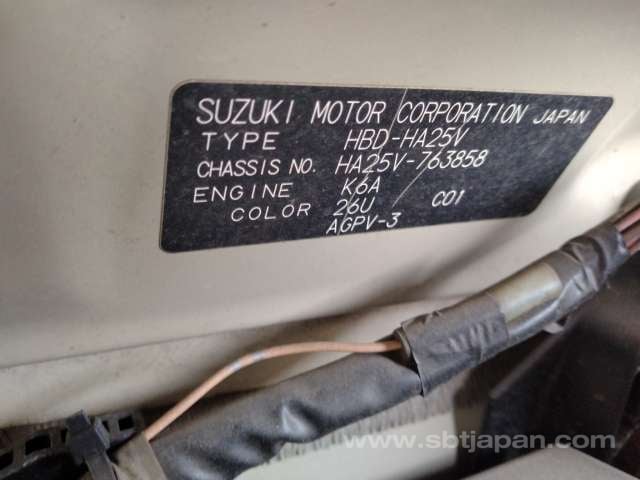 SUZUKI MOTOR CORPORATION JAPAN
TYPE HBD-HA25V
CHASSIS NO. HA25V-763858
ENGINE K6A
COLOR 26U C01
AGPV-3
www.sbtjapan.com